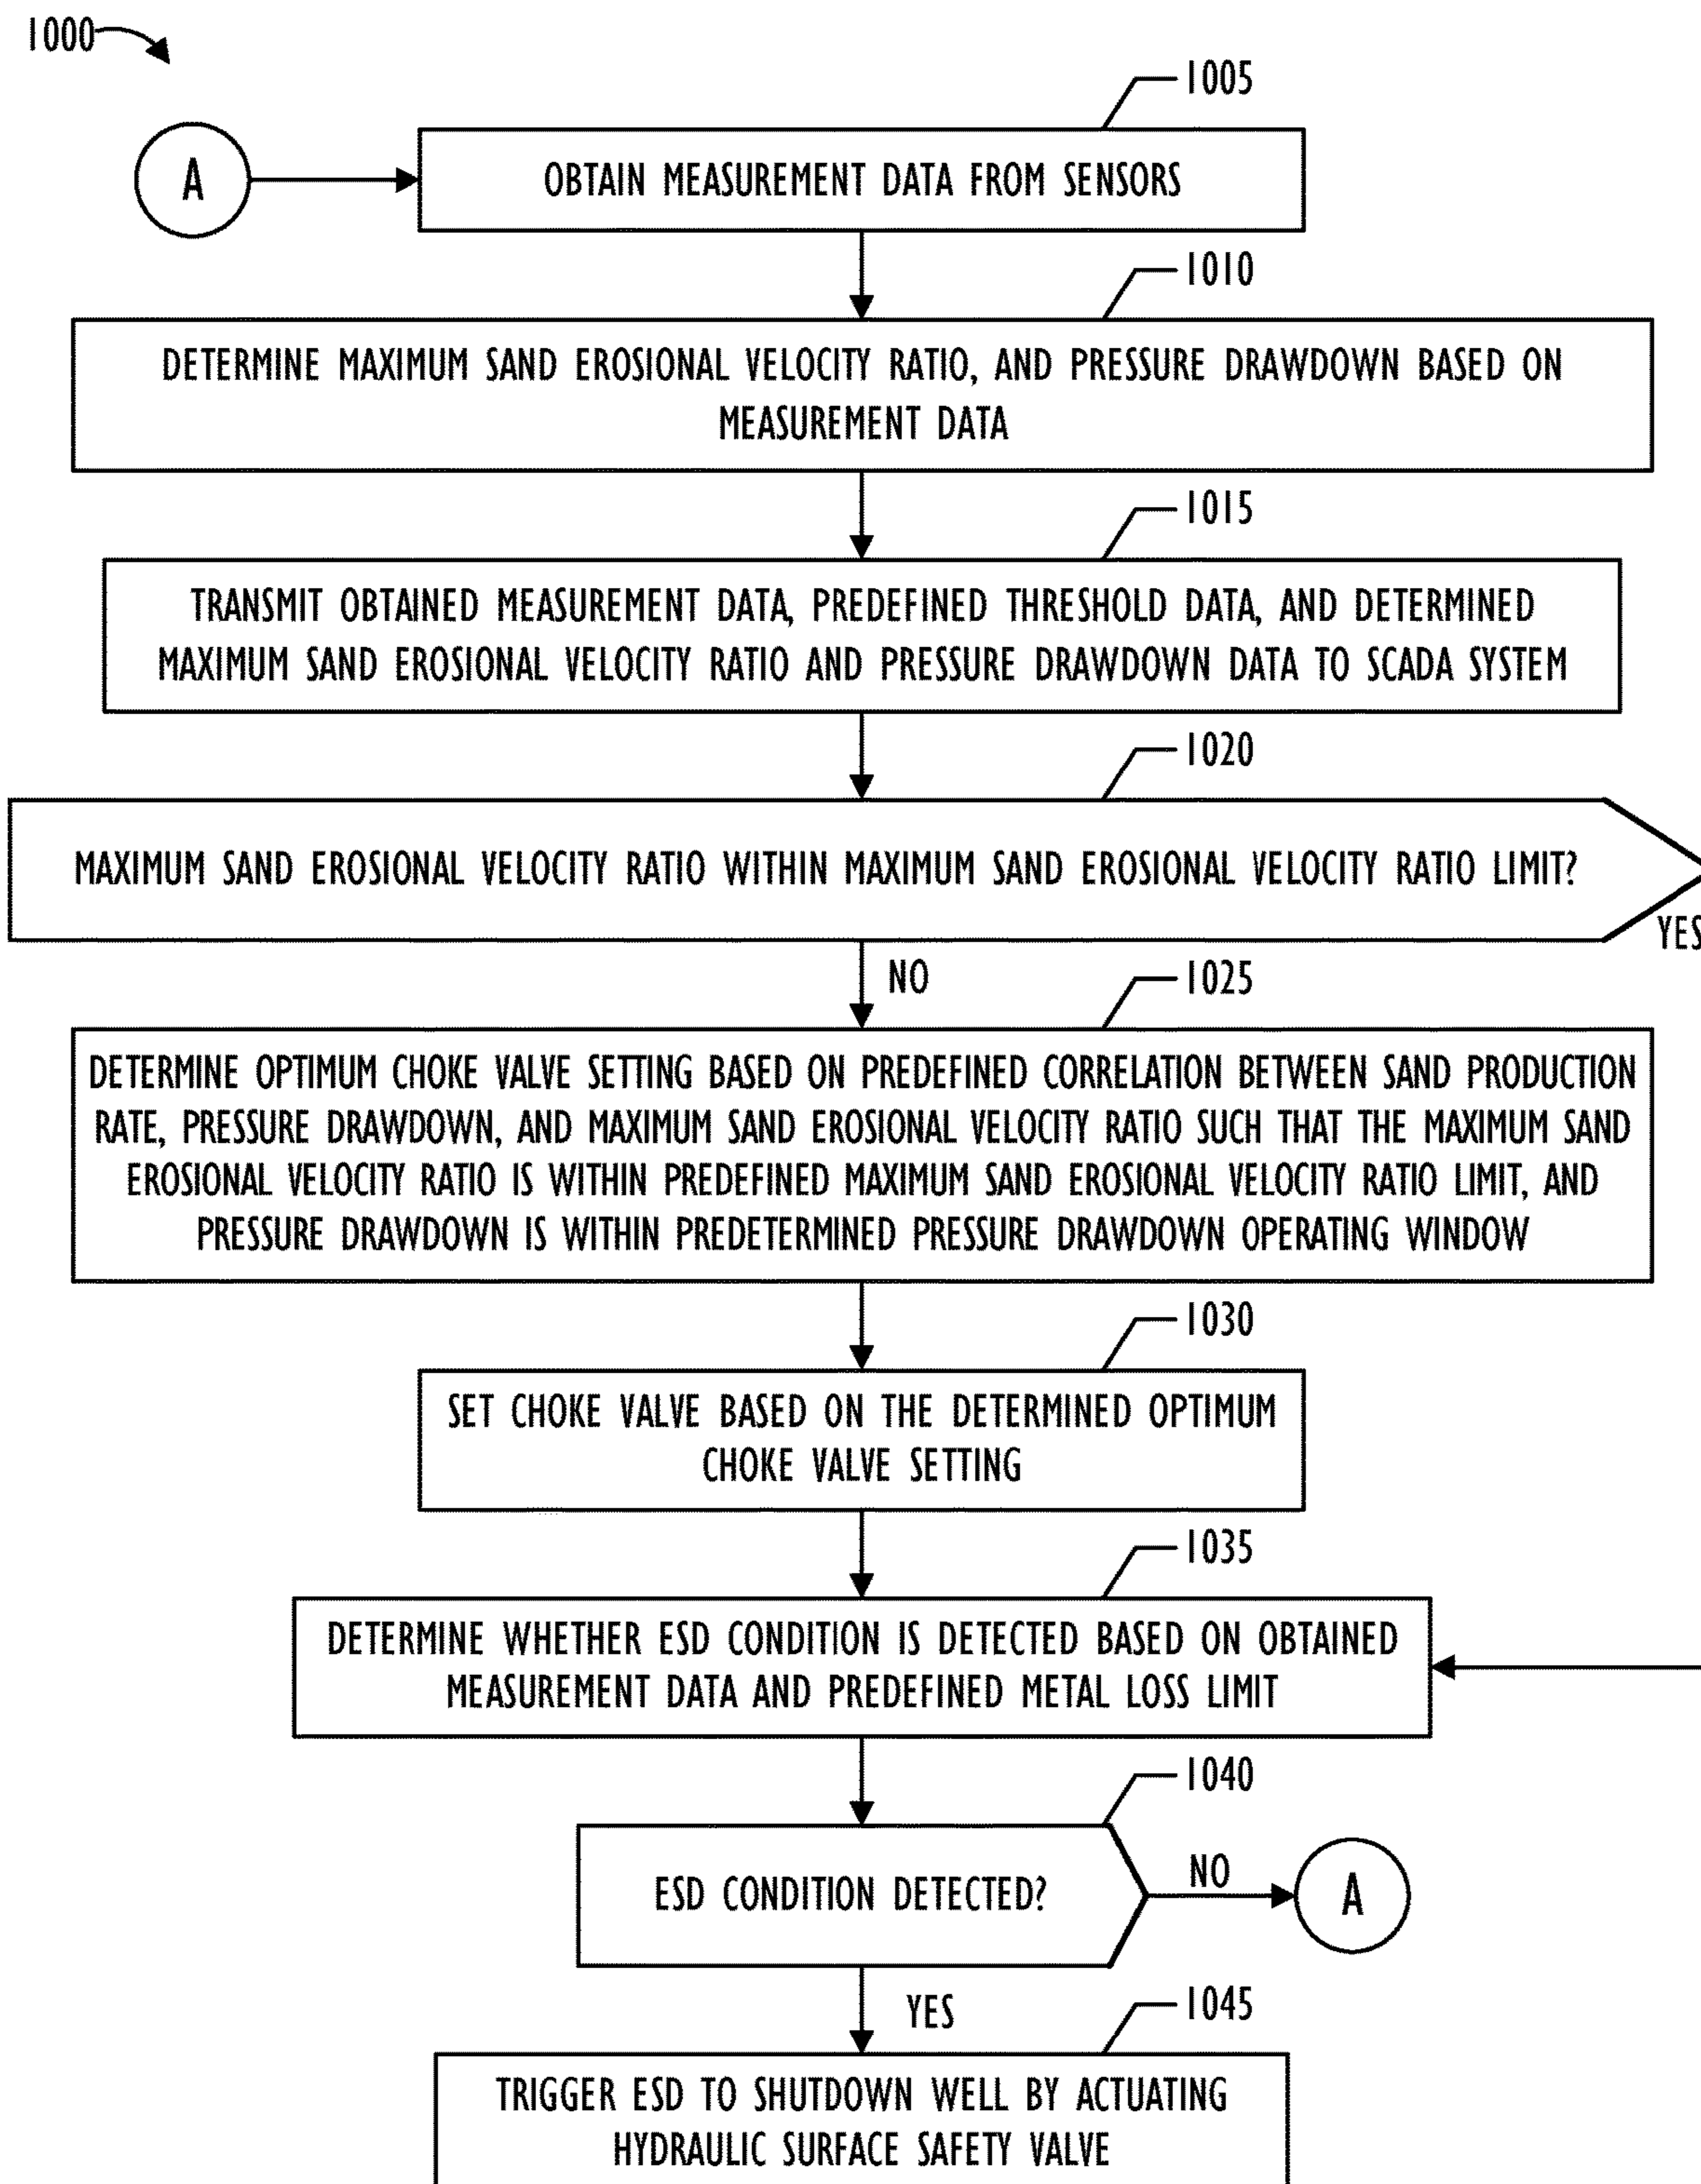 1000
1005
A
OBTAIN MEASUREMENT DATA FROM SENSORS
1010
DETERMINE MAXIMUM SAND EROSIONAL VELOCITY RATIO, AND PRESSURE DRAWDOWN BASED ON
MEASUREMENT DATA
1015
TRANSMIT OBTAINED MEASUREMENT DATA, PREDEFINED THRESHOLD DATA, AND DETERMINED
MAXIMUM SAND EROSIONAL VELOCITY RATIO AND PRESSURE DRAWDOWN DATA TO SCADA SYSTEM
1020
MAXIMUM SAND EROSIONAL VELOCITY RATIO WITHIN MAXIMUM SAND EROSIONAL VELOCITY RATIO LIMIT?
YES
NO
1025
DETERMINE OPTIMUM CHOKE VALVE SETTING BASED ON PREDEFINED CORRELATION BETWEEN SAND PRODUCTION
RATE, PRESSURE DRAWDOWN, AND MAXIMUM SAND EROSIONAL VELOCITY RATIO SUCH THAT THE MAXIMUM SAND
EROSIONAL VELOCITY RATIO IS WITHIN PREDEFINED MAXIMUM SAND EROSIONAL VELOCITY RATIO LIMIT, AND
PRESSURE DRAWDOWN IS WITHIN PREDETERMINED PRESSURE DRAWDOWN OPERATING WINDOW
1030
SET CHOKE VALVE BASED ON THE DETERMINED OPTIMUM
CHOKE VALVE SETTING
1035
DETERMINE WHETHER ESD CONDITION IS DETECTED BASED ON OBTAINED
MEASUREMENT DATA AND PREDEFINED METAL LOSS LIMIT
1040
ESD CONDITION DETECTED?
NO
A
YES
1045
TRIGGER ESD TO SHUTDOWN WELL BY ACTUATING
HYDRAULIC SURFACE SAFETY VALVE